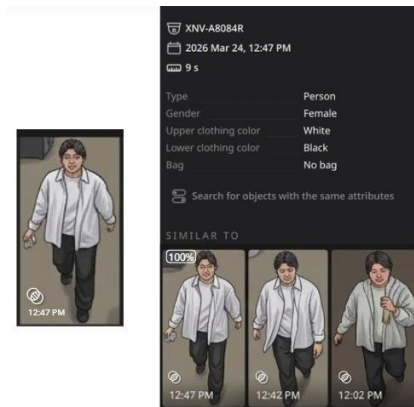 12:47 PM
XNV-A8084R
2026 Mar 24, 12:47 PM
9 s
Type Person
Gender Female
Upper clothing color White
Lower clothing color Black
Bag No bag
Search for objects with the same attributes
SIMILAR TO
100%
12:47 PM 12:42 PM 12:02 PM